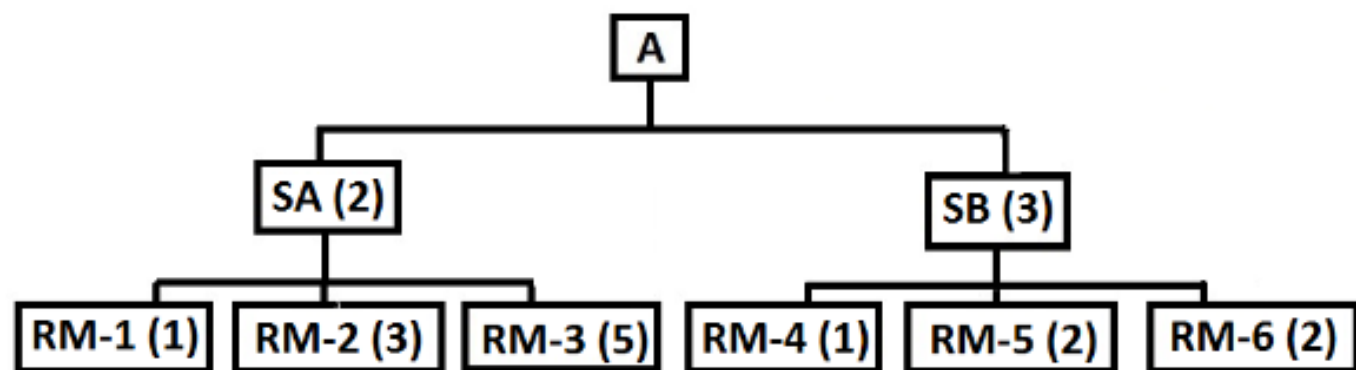 A
SA (2)
SB (3)
RM-1 (1)
RM-2 (3)
RM-3 (5)
RM-4 (1)
RM-5 (2)
RM-6 (2)